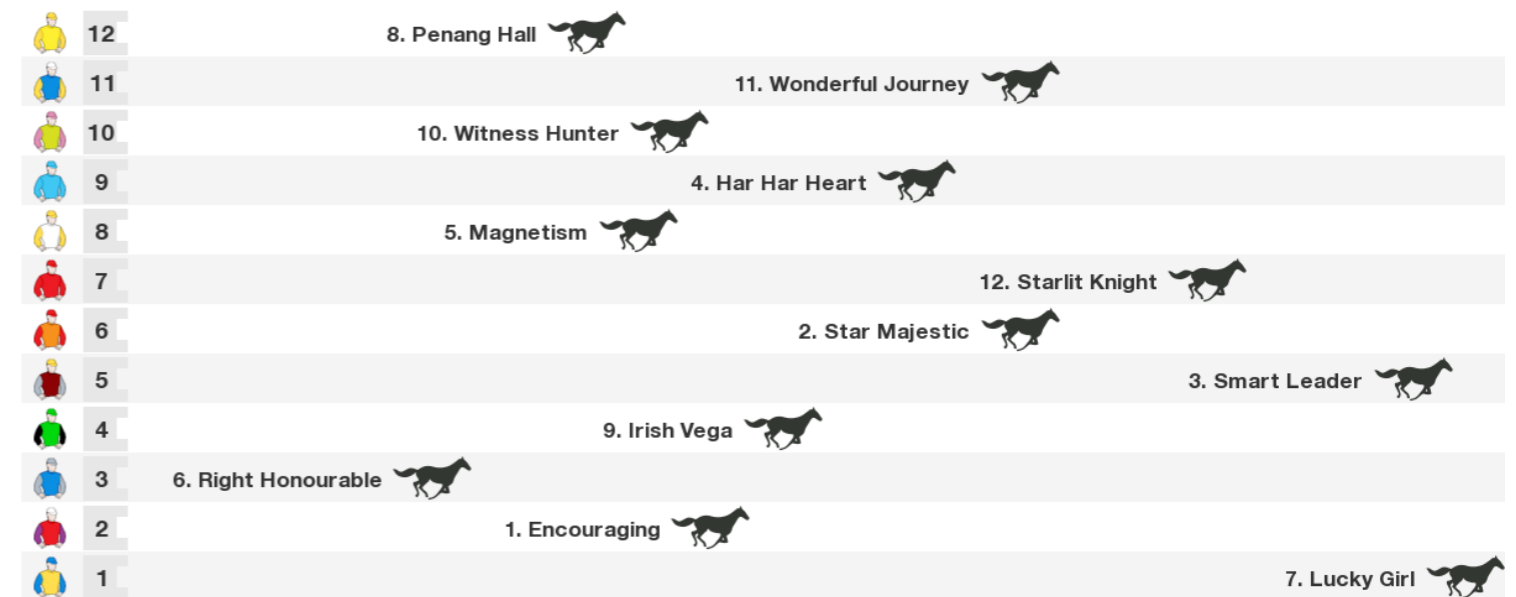 12 8. Penang Hall
11 11. Wonderful Journey
10 10. Witness Hunter
9 4. Har Har Heart
8 5. Magnetism
7 12. Starlit Knight
6 2. Star Majestic
5 3. Smart Leader
4 9. Irish Vega
3 6. Right Honourable
2 1. Encouraging
1 7. Lucky Girl